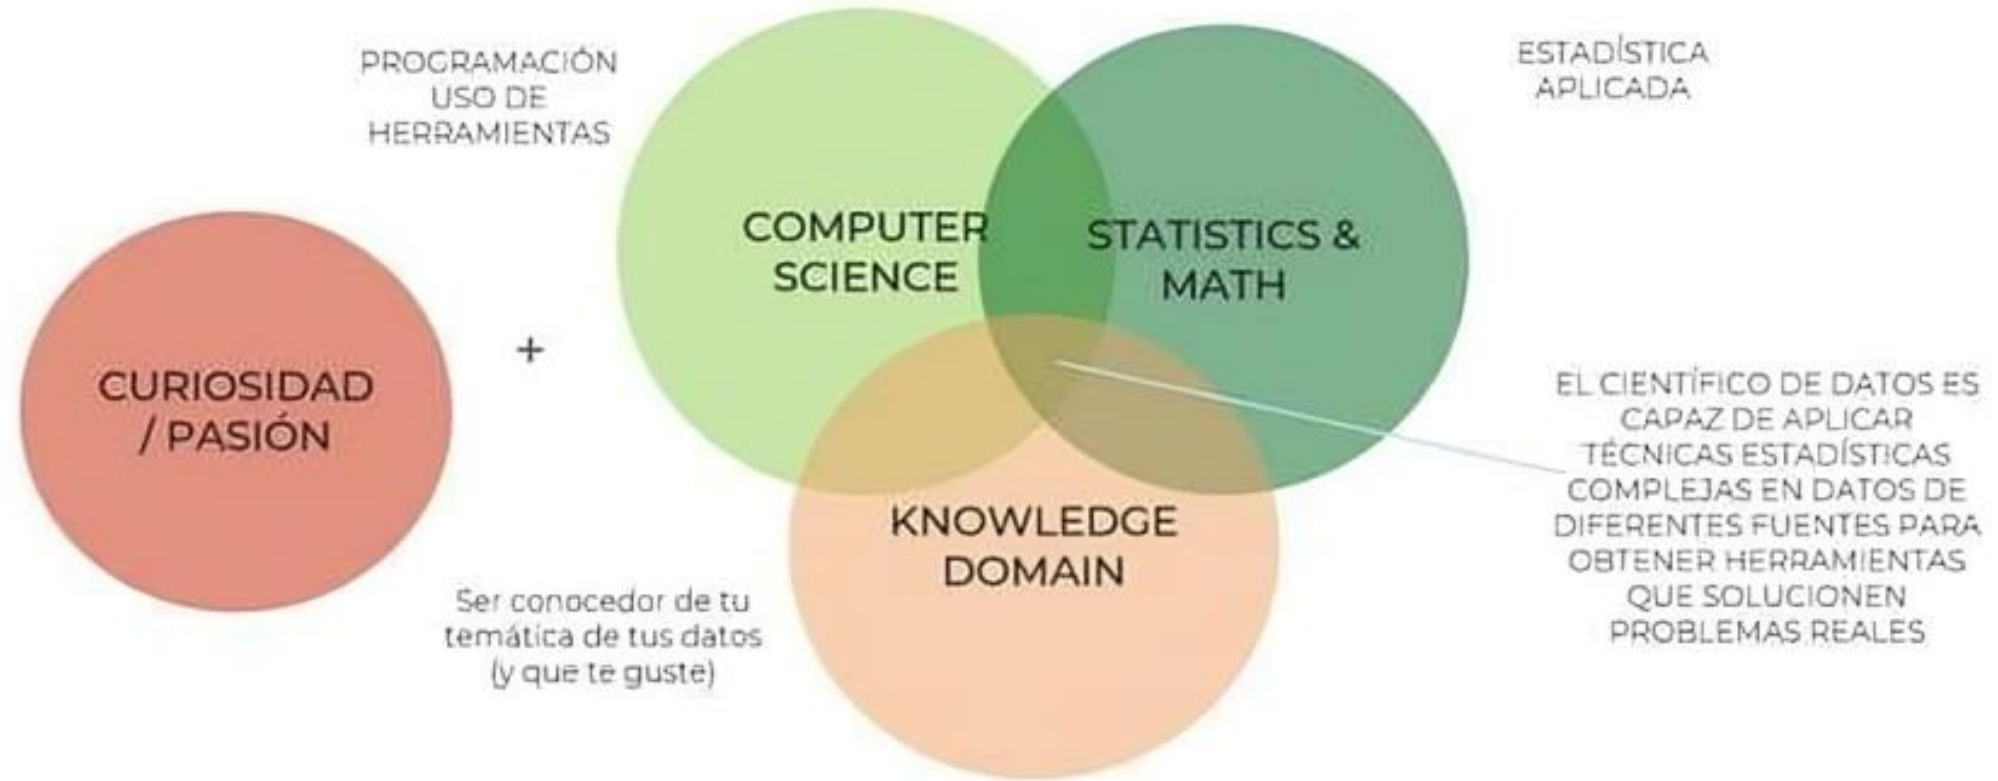 PROGRAMACIÓN
USO DE
HERRAMIENTAS
ESTADÍSTICA
APLICADA
COMPUTER
SCIENCE
STATISTICS &
MATH
CURIOSIDAD
/ PASIÓN
+
KNOWLEDGE
DOMAIN
Ser conocedor de tu
temática de tus datos
(y que te guste)
EL CIENTÍFICO DE DATOS ES
CAPAZ DE APLICAR
TÉCNICAS ESTADÍSTICAS
COMPLEJAS EN DATOS DE
DIFERENTES FUENTES PARA
OBTENER HERRAMIENTAS
QUE SOLUCIONEN
PROBLEMAS REALES